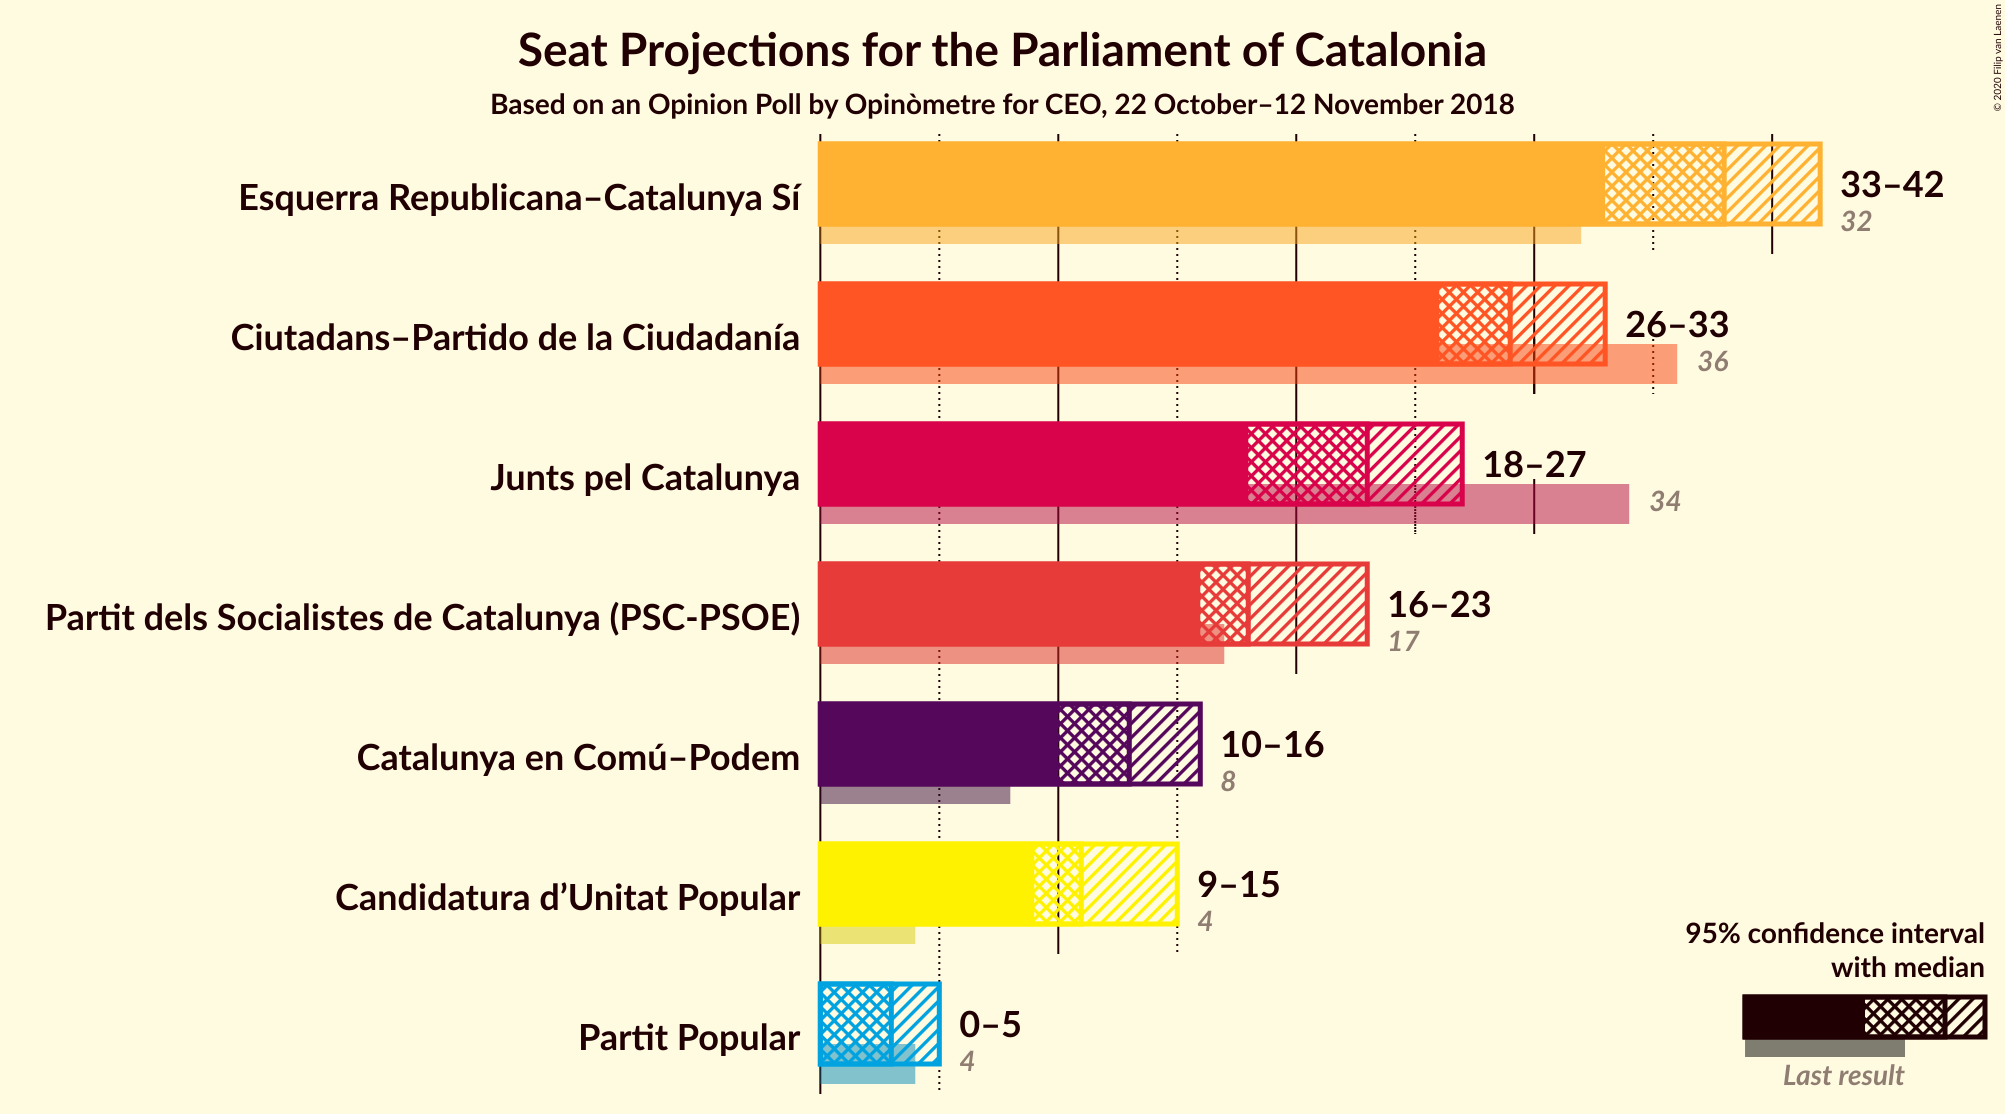 Seat Projections for the Parliament of Catalonia
Based on an Opinion Poll by Opinòmetre for CEO, 22 October–12 November 2018
© 2020 Filip van Laenen
Esquerra Republicana–Catalunya Sí
33–42
32
Ciutadans–Partido de la Ciudadanía
26–33
36
Junts pel Catalunya
18–27
34
Partit dels Socialistes de Catalunya (PSC-PSOE)
16–23
17
Catalunya en Comú–Podem
10–16
8
Candidatura d’Unitat Popular
9–15
4
Partit Popular
0–5
4
95% confidence interval
with median
Last result